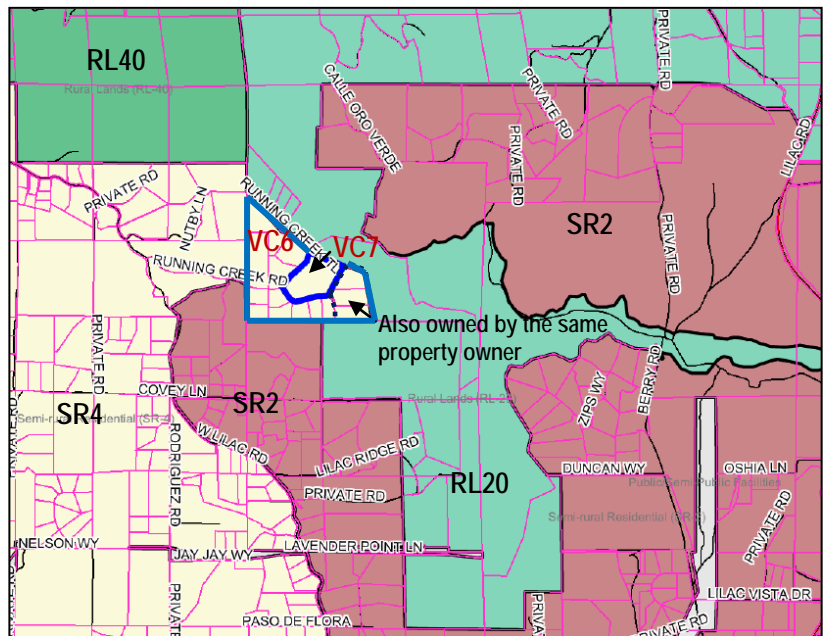 RL40
Rural Lands (RL-40)
PRIVATE RD
CALLE ORO VERDE
PRIVATE RD
PRIVATE RD
LILAC RD
PRIVATE RD
NUTBY LN
RUNNING CREEK TL
VC6
VC7
SR2
PRIVATE RD
RUNNING CREEK RD
Also owned by the same
property owner
PRIVATE RD
COVEY LN
SR2
SR4
Semi-rural Residential (SR-4)
W LILAC RD
RODRIGUEZ RD
LILAC RIDGE RD
PRIVATE RD
Rural Lands (RL-20)
RL20
ZIPS WY
BERRY RD
DUNCAN WY
OSHIA LN
Public/Semi-Public Facilities
Semi-rural Residential (SR-2)
PRIVATE RD
PRIVATE RD
NELSON WY
JAY JAY WY
LAVENDER POINT LN
LILAC VISTA DR
PASO DE FLORA
PRIVATE RD